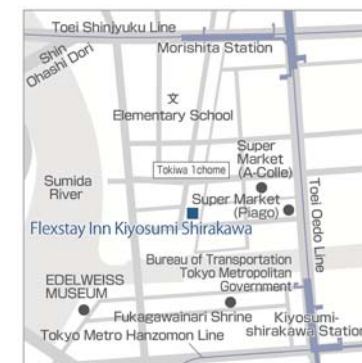 Toei Shinjyuku Line
Shin
Ohashi Dori
Morishita Station
文
Elementary School
Tokiwa 1chome
Super
Market
(A-Colle)
Sumida
River
Super Market
(Piago)
Toei Oedo Line
Flexstay Inn Kiyosumi Shirakawa
Bureau of Transportation
Tokyo Metropolitan
Government
EDELWEISS
MUSEUM
Fukagawainari Shrine
Kiyosumi-
shirakawa Station
Tokyo Metro Hanzomon Line